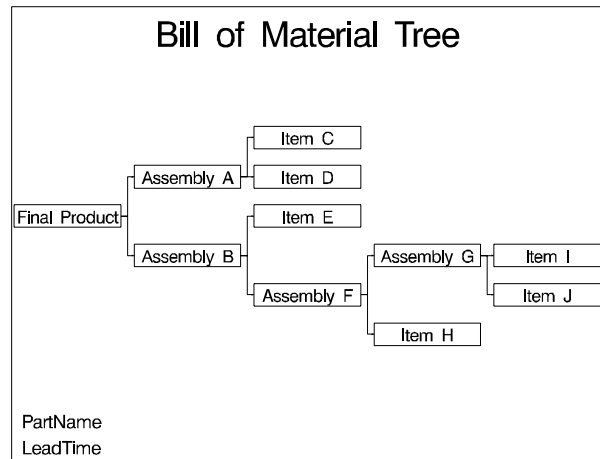 Bill of Material Tree
Item C
Assembly A
Item D
Final Product
Item E
Assembly B
Assembly G
Item I
Assembly F
Item J
Item H
PartName
LeadTime